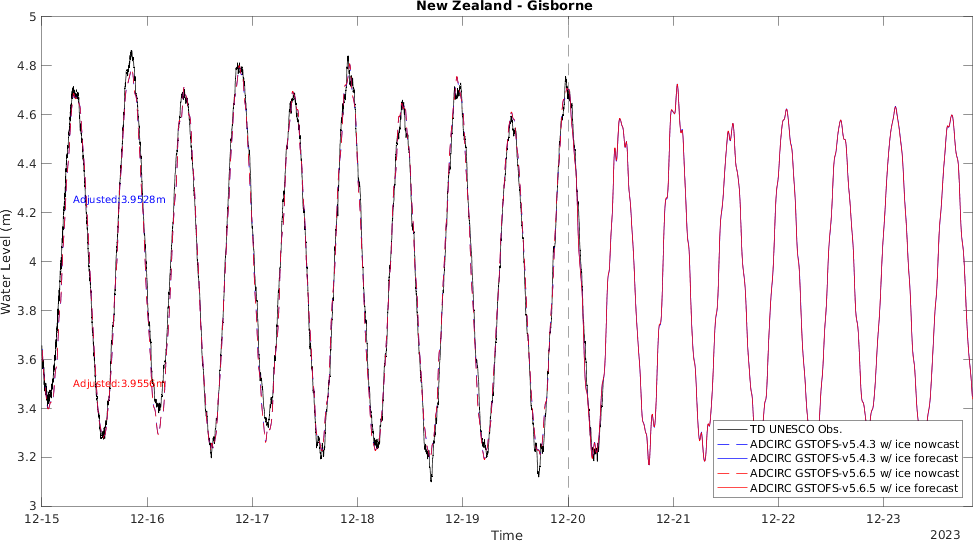 New Zealand - Gisborne
Water Level (m)
5
4.8
4.6
4.4
4.2
4
3.8
3.6
3.4
3.2
3
Adjusted:3.9528m
Adjusted:3.9556m
TD UNESCO Obs.
ADCIRC GSTOFS-v5.4.3 w/ ice nowcast
ADCIRC GSTOFS-v5.4.3 w/ ice forecast
ADCIRC GSTOFS-v5.6.5 w/ ice nowcast
ADCIRC GSTOFS-v5.6.5 w/ ice forecast
12-15 12-16 12-17 12-18 12-19 12-20 12-21 12-22 12-23
Time
2023